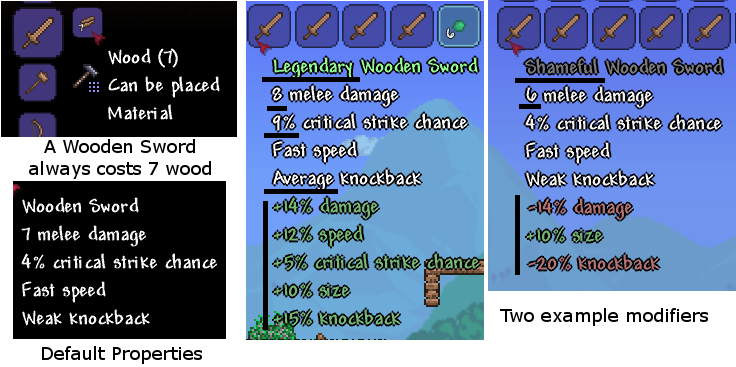 Wood (7)
Can be placed
Material
A Wooden Sword
always costs 7 wood
Wooden Sword
7 melee damage
4% critical strike chance
Fast speed
Weak knockback
Default Properties
Legendary Wooden Sword
8 melee damage
9% critical strike chance
Fast speed
Average knockback
+14% damage
+12% speed
+5% critical strike chance
+10% size
+15% knockback
Shameful Wooden Sword
6 melee damage
4% critical strike chance
Fast speed
Weak knockback
-14% damage
+10% size
-20% knockback
Two example modifiers